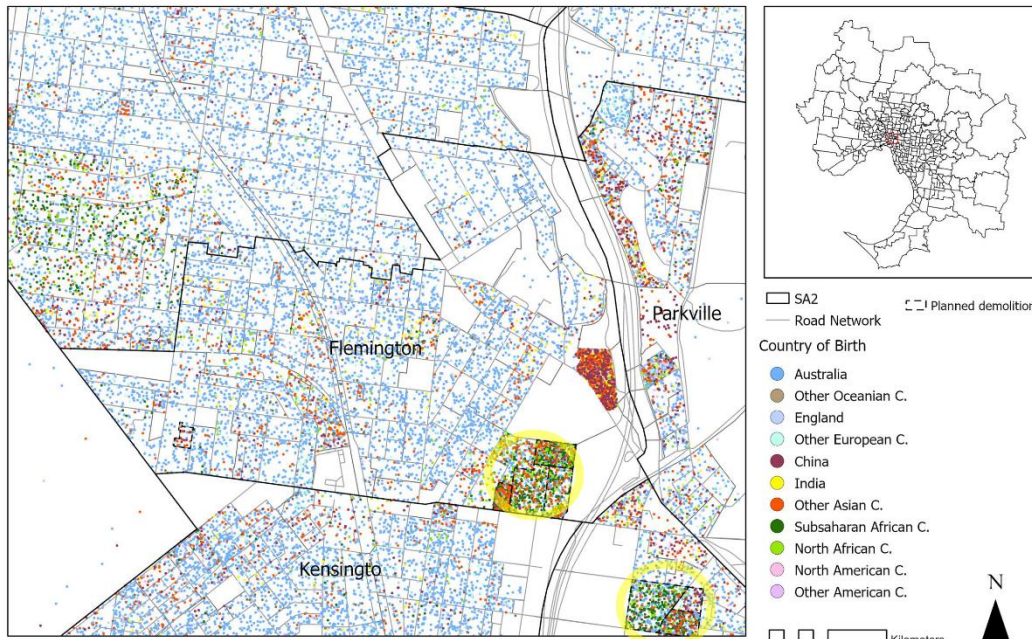 Parkville
Flemington
Kensingto
SA2
Planned demolition
Road Network
Country of Birth
Australia
Other Oceanian C.
England
Other European C.
China
India
Other Asian C.
Subsaharan African C.
North African C.
North American C.
Other American C.
N